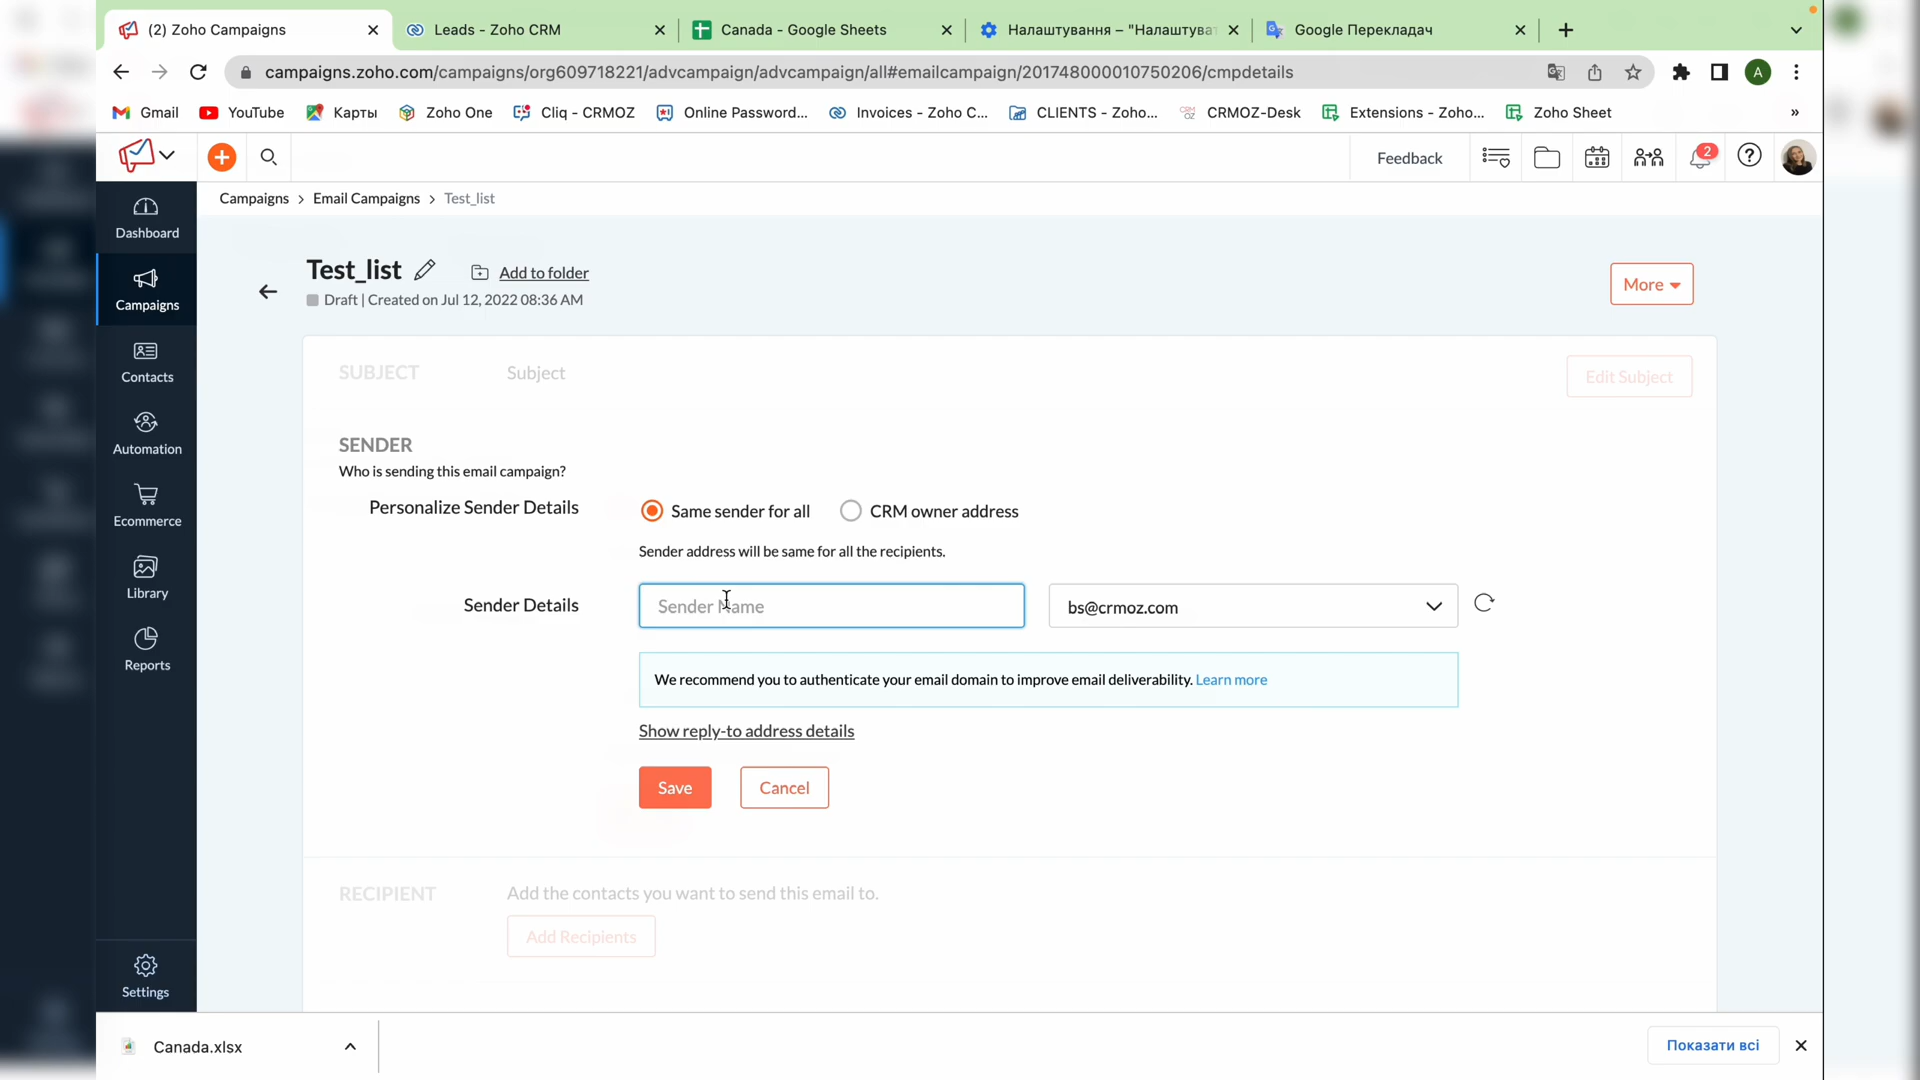 (2) Zoho Campaigns
Leads - Zoho CRM
Canada - Google Sheets
Налаштування – "Налаштува
Google Перекладач
campaigns.zoho.com/campaigns/org609718221/advcampaign/advcampaign/all#emailcampaign/201748000010750206/cmpdetails
A
Gmail
YouTube
Карты
Zoho One
Cliq - CRMOZ
Online Password...
Invoices - Zoho C...
CLIENTS - Zoho...
CRMOZ-Desk
Extensions - Zoho...
Zoho Sheet
»
Feedback
2
Campaigns > Email Campaigns > Test_list
Dashboard
Campaigns
Contacts
Automation
Ecommerce
Library
Reports
Settings
Test_list
Add to folder
Draft | Created on Jul 12, 2022 08:36 AM
More
SUBJECT
Subject
Edit Subject
SENDER
Who is sending this email campaign?
Personalize Sender Details
Same sender for all
CRM owner address
Sender address will be same for all the recipients.
Sender Details
Sender Name
bs@crmoz.com
We recommend you to authenticate your email domain to improve email deliverability. Learn more
Show reply-to address details
Save
Cancel
RECIPIENT
Add the contacts you want to send this email to.
Add Recipients
Canada.xlsx
Показати всі